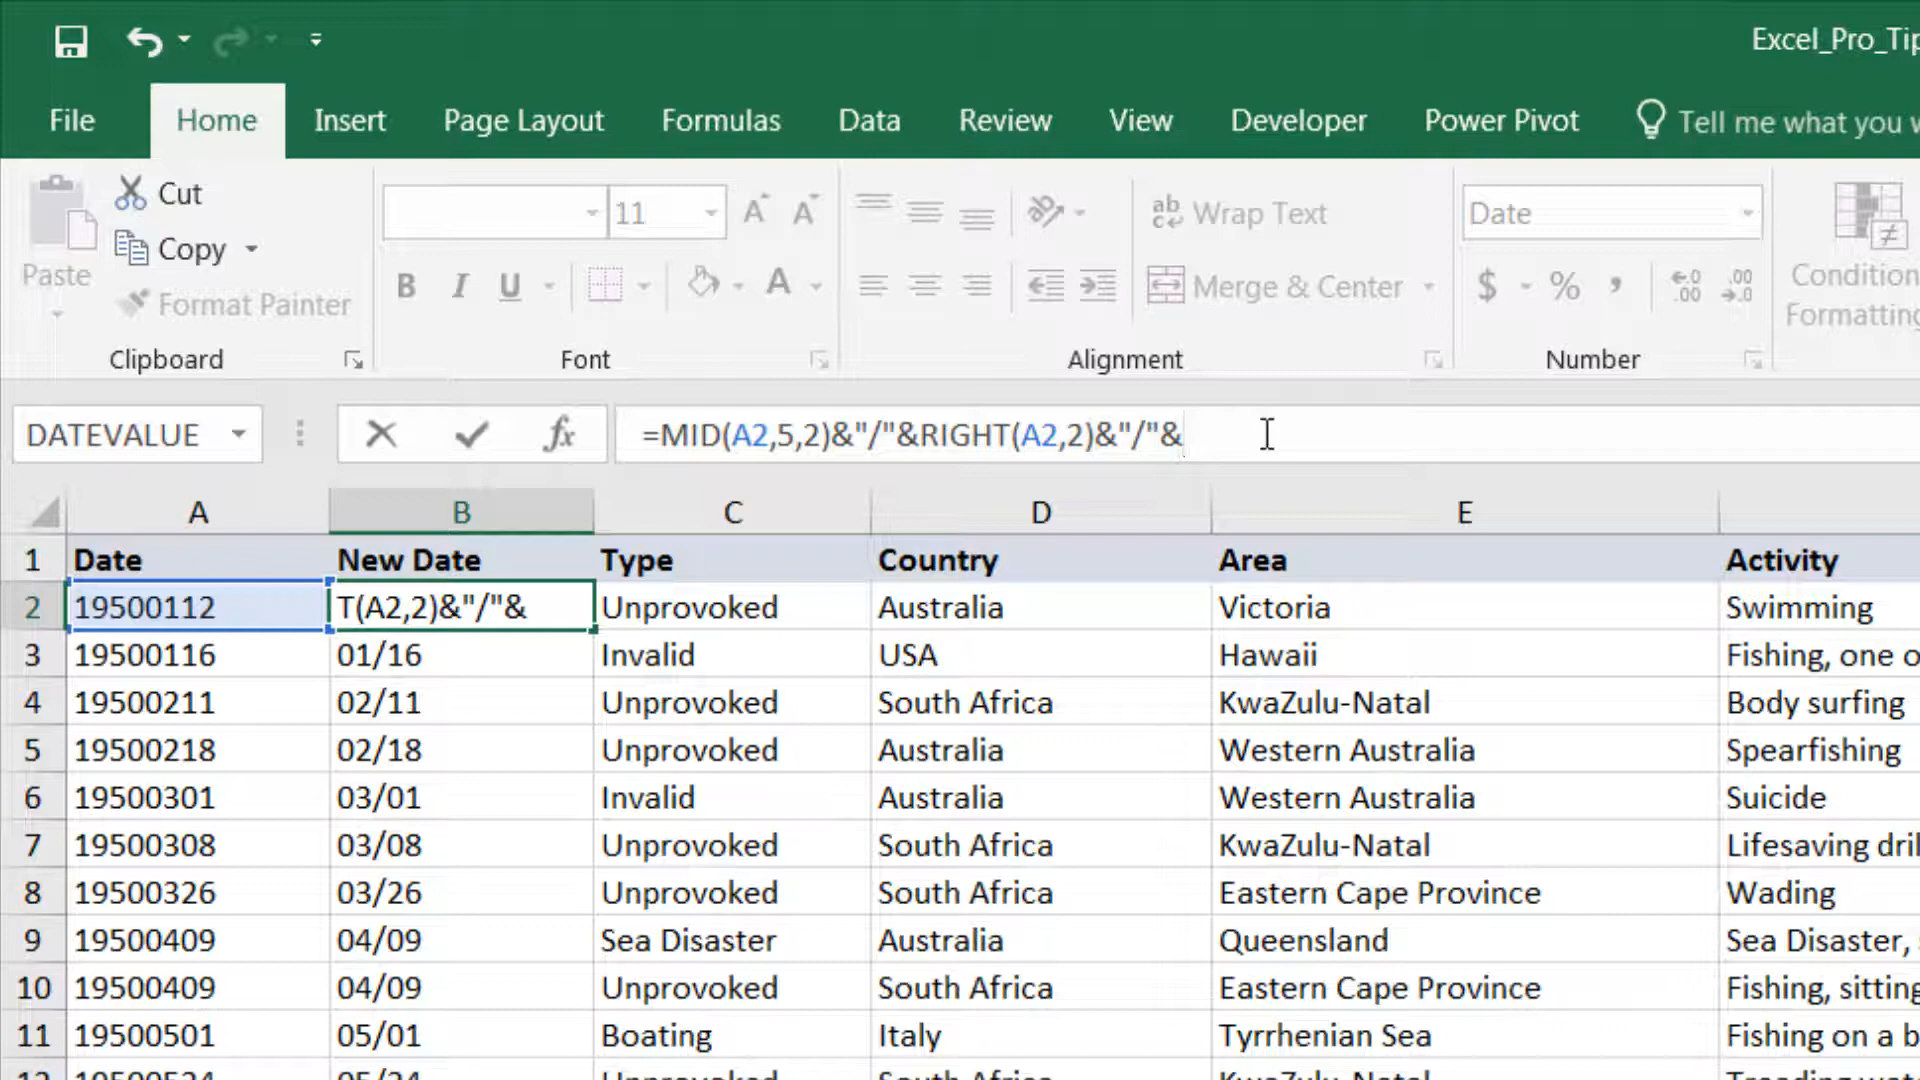 Excel_Pro_Tip
File Home Insert Page Layout Formulas Data Review View Developer Power Pivot Tell me what you w
Cut
Copy
Paste
Format Painter
Clipboard
11
A A
B I U A
Font
ab Wrap Text
Merge & Center
Alignment
Date
$ % , .0 .00 .00 .0
Number
Condition
Formatting
DATEVALUE fx =MID(A2,5,2)&"/"&RIGHT(A2,2)&"/"&
A B C D E
1 Date New Date Type Country Area Activity
2 19500112 T(A2,2)&"/"& Unprovoked Australia Victoria Swimming
3 19500116 01/16 Invalid USA Hawaii Fishing, one o
4 19500211 02/11 Unprovoked South Africa KwaZulu-Natal Body surfing
5 19500218 02/18 Unprovoked Australia Western Australia Spearfishing
6 19500301 03/01 Invalid Australia Western Australia Suicide
7 19500308 03/08 Unprovoked South Africa KwaZulu-Natal Lifesaving dril
8 19500326 03/26 Unprovoked South Africa Eastern Cape Province Wading
9 19500409 04/09 Sea Disaster Australia Queensland Sea Disaster,
10 19500409 04/09 Unprovoked South Africa Eastern Cape Province Fishing, sitting
11 19500501 05/01 Boating Italy Tyrrhenian Sea Fishing on a b